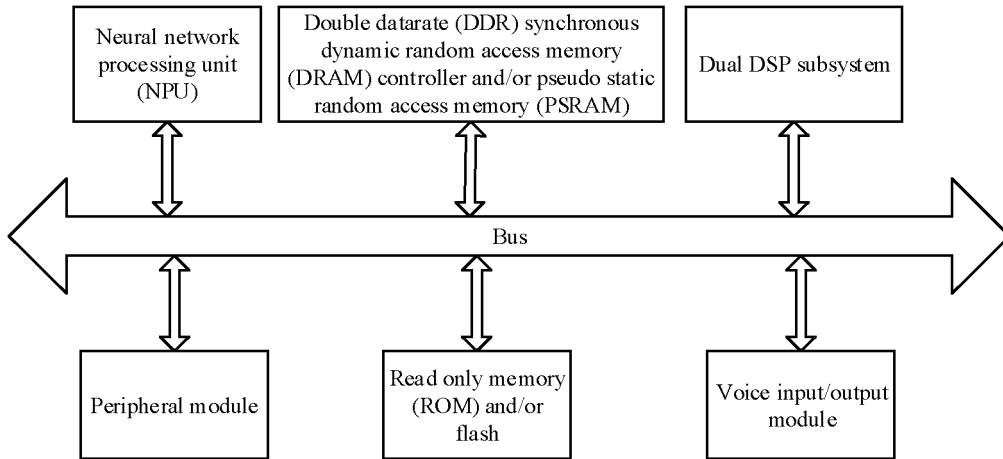 Neural network
processing unit
(NPU)
Double datarate (DDR) synchronous
dynamic random access memory
(DRAM) controller and/or pseudo static
random access memory (PSRAM)
Dual DSP subsystem
Bus
Peripheral module
Read only memory
(ROM) and/or
flash
Voice input/output
module